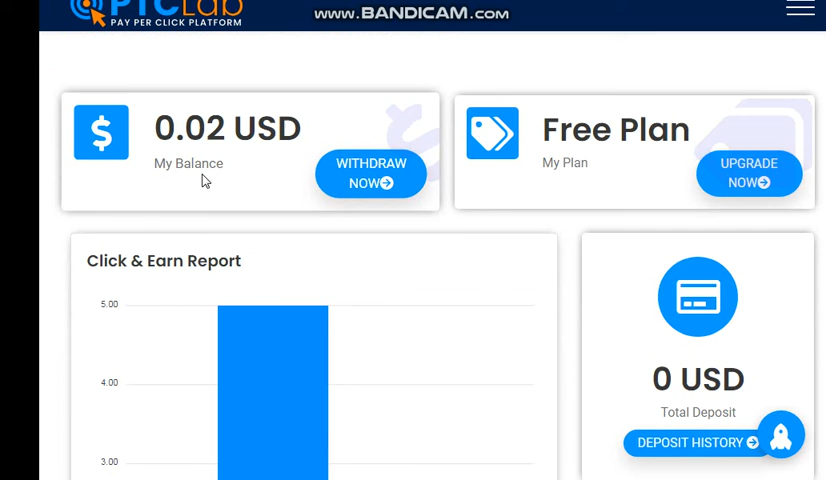 PTCLab
PAY PER CLICK PLATFORM
www.BANDICAM.com
0.02 USD
My Balance
WITHDRAW
NOW
Free Plan
My Plan
UPGRADE
NOW
Click & Earn Report
5.00
4.00
3.00
0 USD
Total Deposit
DEPOSIT HISTORY